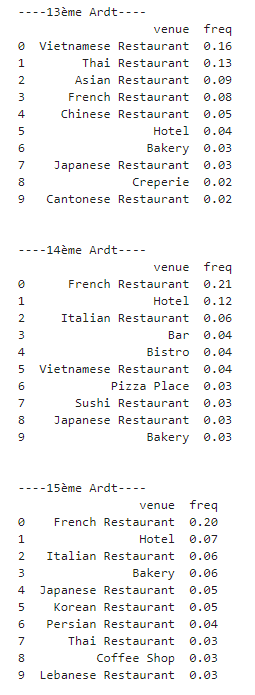 ----13ème Ardt----
venue freq
0 Vietnamese Restaurant 0.16
1 Thai Restaurant 0.13
2 Asian Restaurant 0.09
3 French Restaurant 0.08
4 Chinese Restaurant 0.05
5 Hotel 0.04
6 Bakery 0.03
7 Japanese Restaurant 0.03
8 Creperie 0.02
9 Cantonese Restaurant 0.02
----14ème Ardt----
venue freq
0 French Restaurant 0.21
1 Hotel 0.12
2 Italian Restaurant 0.06
3 Bar 0.04
4 Bistro 0.04
5 Vietnamese Restaurant 0.04
6 Pizza Place 0.03
7 Sushi Restaurant 0.03
8 Japanese Restaurant 0.03
9 Bakery 0.03
----15ème Ardt----
venue freq
0 French Restaurant 0.20
1 Hotel 0.07
2 Italian Restaurant 0.06
3 Bakery 0.06
4 Japanese Restaurant 0.05
5 Korean Restaurant 0.05
6 Persian Restaurant 0.04
7 Thai Restaurant 0.03
8 Coffee Shop 0.03
9 Lebanese Restaurant 0.03